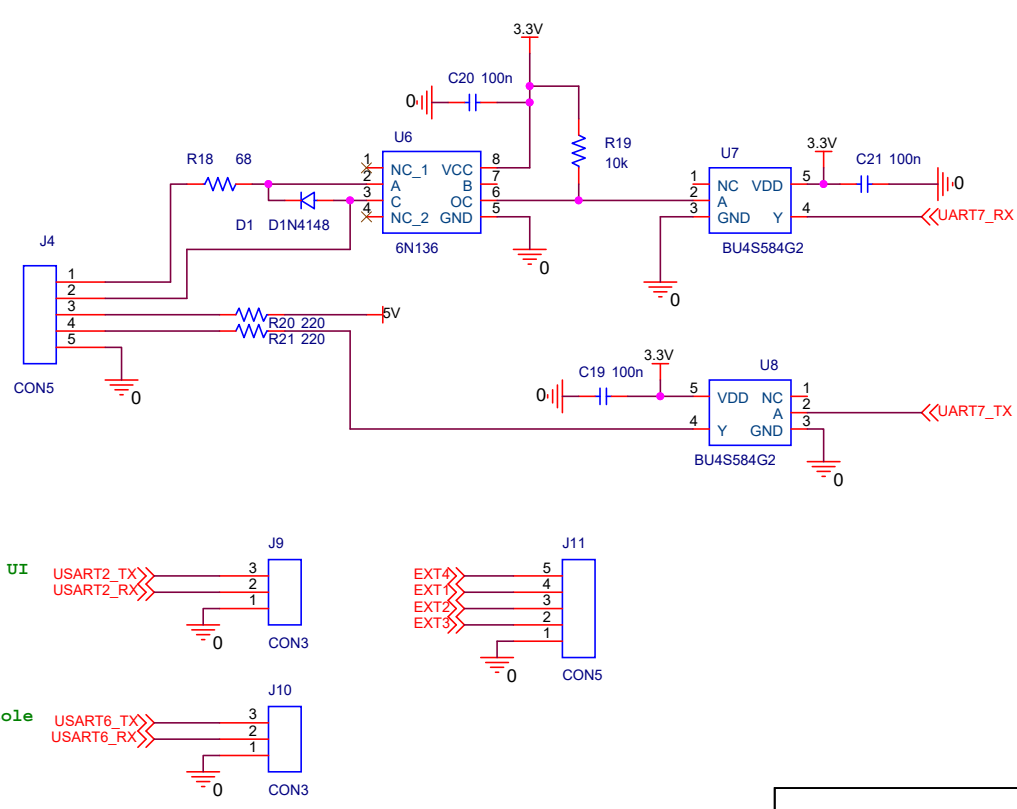 3.3V
C20 100n
0
U6
R19
10k
R18 68
1 NC_1 VCC 8
2 A B 7
3 C OC 6
4 NC_2 GND 5
6N136
0
D1 D1N4148
U7
3.3V
C21 100n
0
1 NC VDD 5
2 A
3 GND Y 4
BU4S584G2
UART7_RX
0
J4
1
2
3
4
5
CON5
0
5V
R20 220
R21 220
3.3V
C19 100n
0
U8
5 VDD NC 1
A 2
4 Y GND 3
BU4S584G2
UART7_TX
0
UI
J9
USART2_TX 3
USART2_RX 2
1
0
CON3
J11
EXT4 5
EXT1 4
EXT2 3
EXT3 2
1
0
CON5
ole
J10
USART6_TX 3
USART6_RX 2
1
0
CON3